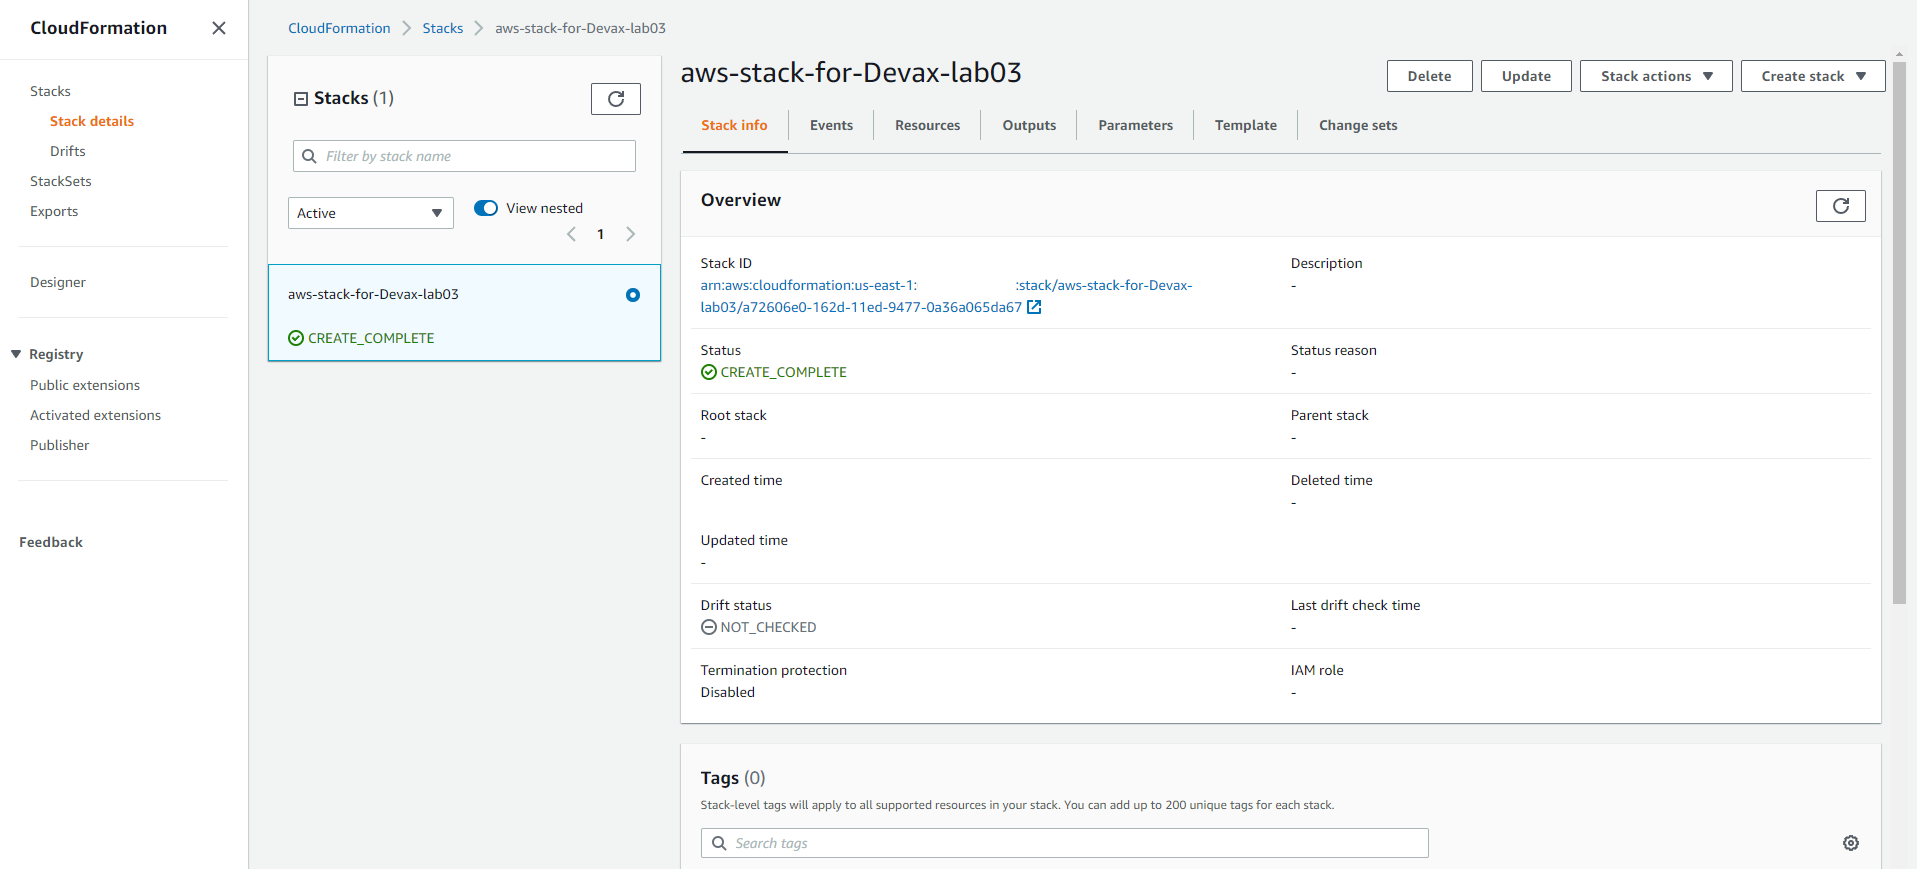 CloudFormation
Stacks
Stack details
Drifts
StackSets
Exports
Designer
Registry
Public extensions
Activated extensions
Publisher
Feedback
CloudFormation
Stacks
aws-stack-for-Devax-lab03
Stacks (1)
Filter by stack name
Active
View nested
1
aws-stack-for-Devax-lab03
CREATE_COMPLETE
aws-stack-for-Devax-lab03
Delete
Update
Stack actions
Create stack
Stack info
Events
Resources
Outputs
Parameters
Template
Change sets
Overview
Stack ID
arn:aws:cloudformation:us-east-1: :stack/aws-stack-for-Devax-
lab03/a72606e0-162d-11ed-9477-0a36a065da67
Description
-
Status
CREATE_COMPLETE
Status reason
-
Root stack
-
Parent stack
-
Created time
Deleted time
-
Updated time
-
Drift status
NOT_CHECKED
Last drift check time
-
Termination protection
Disabled
IAM role
-
Tags (0)
Stack-level tags will apply to all supported resources in your stack. You can add up to 200 unique tags for each stack.
Search tags